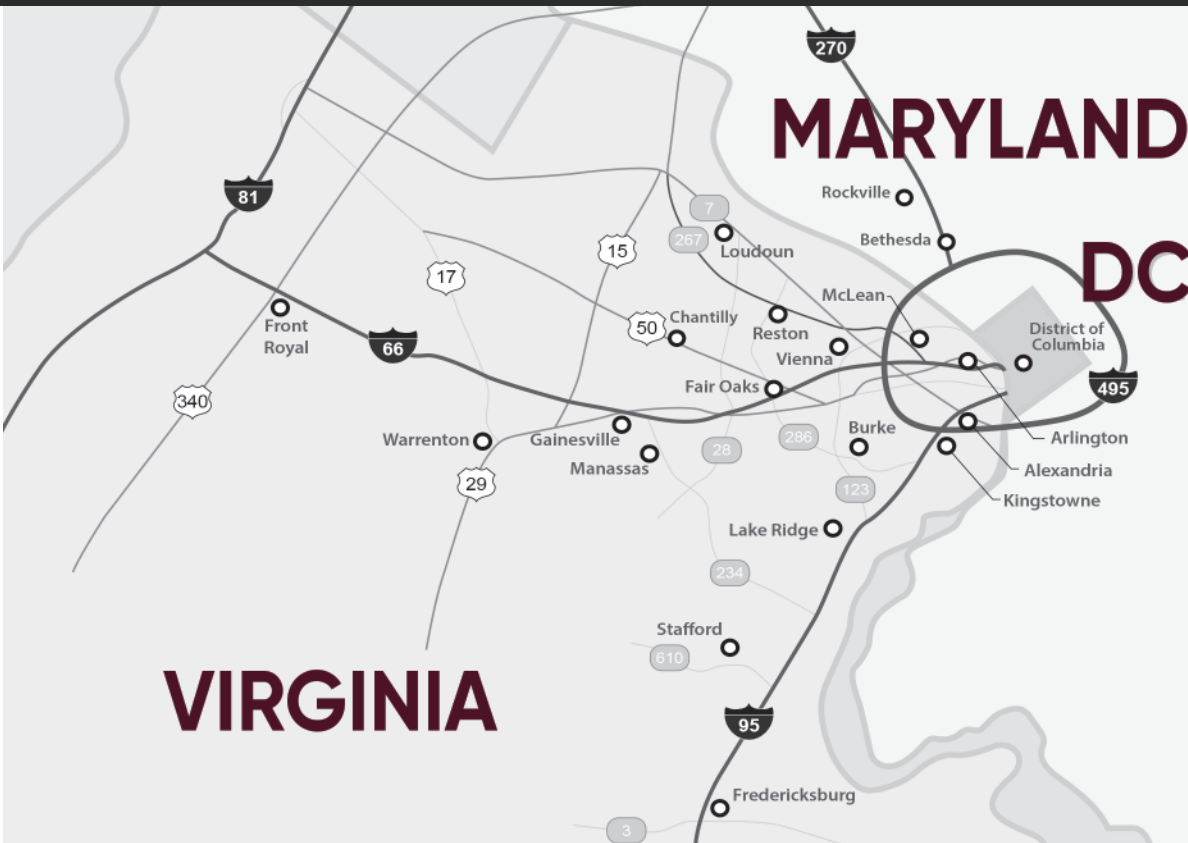 270
MARYLAND
81
Rockville
7
267
Bethesda
Loudoun
15
DC
17
McLean
Front
Royal
50
Chantilly
Reston
District of
Columbia
66
Vienna
495
340
Fair Oaks
Warrenton
Gainesville
28
286
Burke
Arlington
Manassas
Alexandria
29
123
Kingstowne
Lake Ridge
234
Stafford
610
VIRGINIA
95
Fredericksburg
3